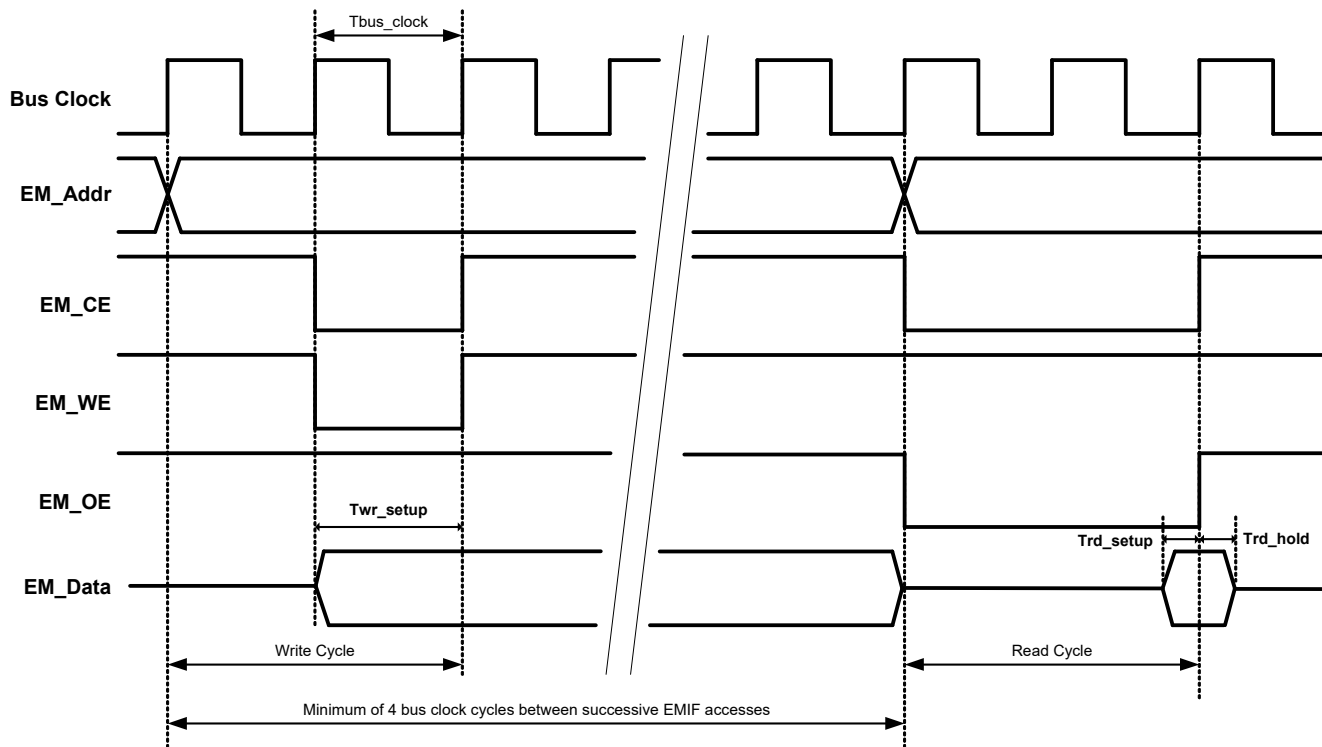 Tbus_clock
Bus Clock
EM_Addr
EM_CE
EM_WE
EM_OE
Twr_setup
Trd_setup
Trd_hold
EM_Data
Write Cycle
Read Cycle
Minimum of 4 bus clock cycles between successive EMIF accesses